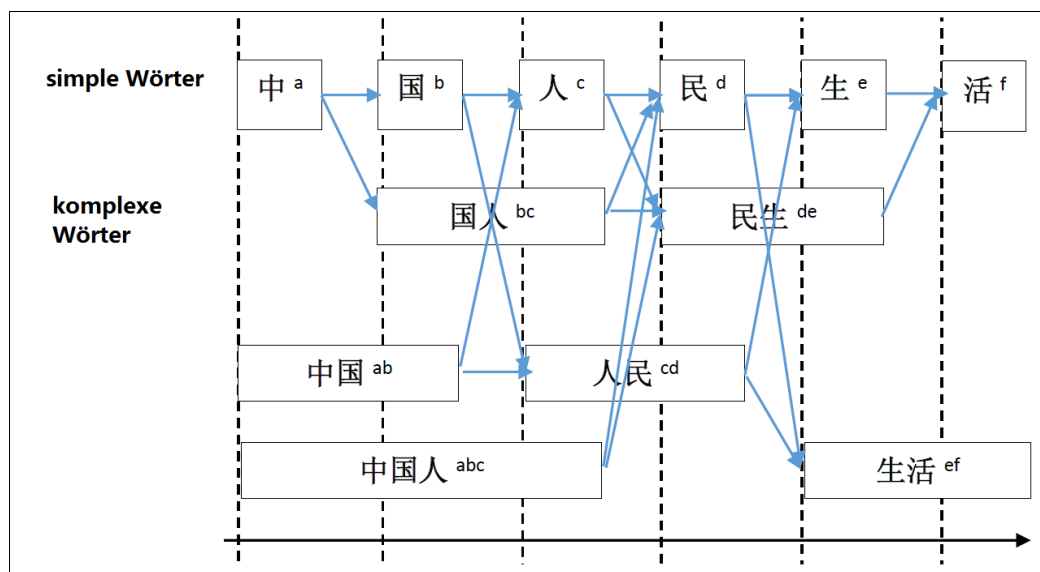 simple Wörter 中 a 国 b 人 c 民 d 生 e 活 f
komplexe
Wörter
国人 bc 民生 de
中国 ab 人民 cd
中国人 abc 生活 ef